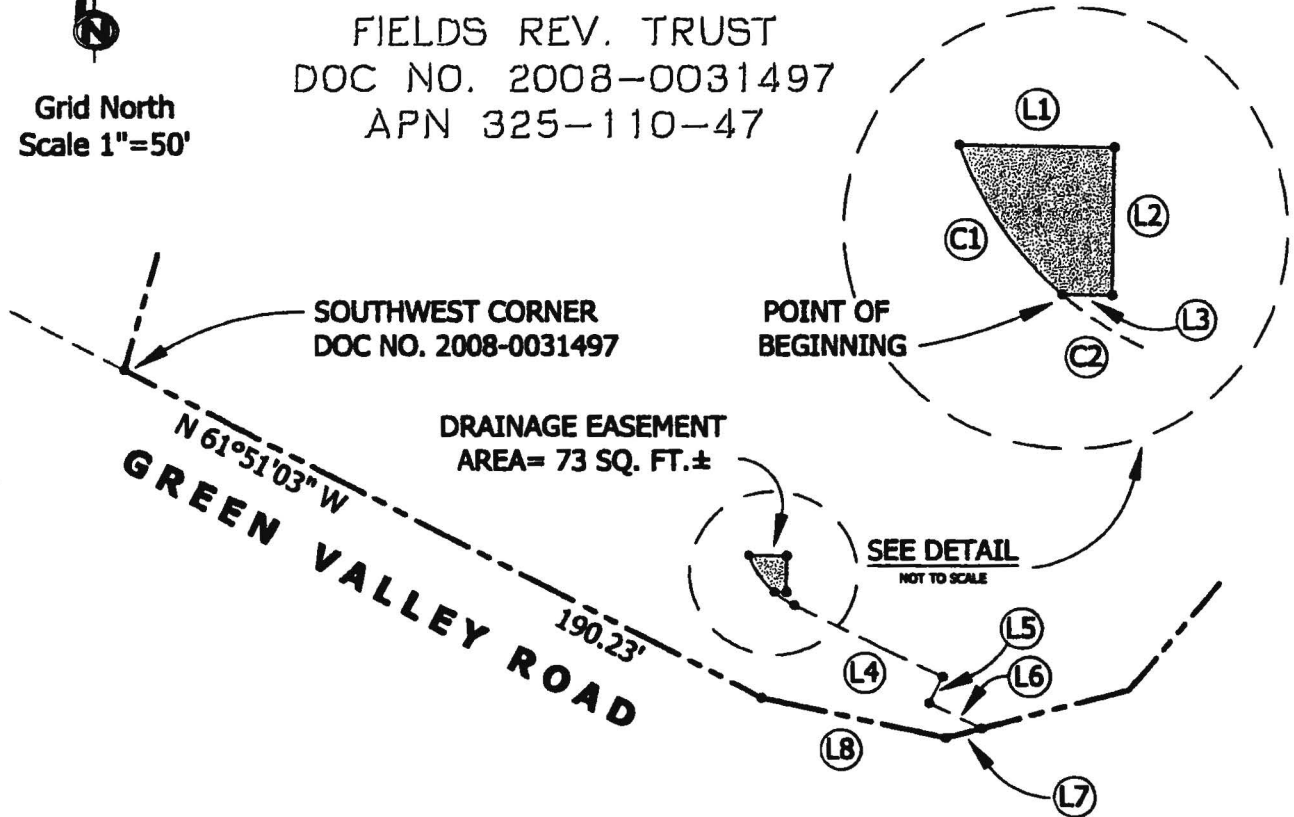 N
Grid North
Scale 1"=50'
FIELDS REV. TRUST
DOC NO. 2008-0031497
APN 325-110-47
L1
L2
C1
L3
C2
POINT OF
BEGINNING
SOUTHWEST CORNER
DOC NO. 2008-0031497
DRAINAGE EASEMENT
AREA= 73 SQ. FT.±
SEE DETAIL
NOT TO SCALE
N 61°51'03" W
190.23'
GREEN VALLEY ROAD
L4
L5
L6
L8
L7